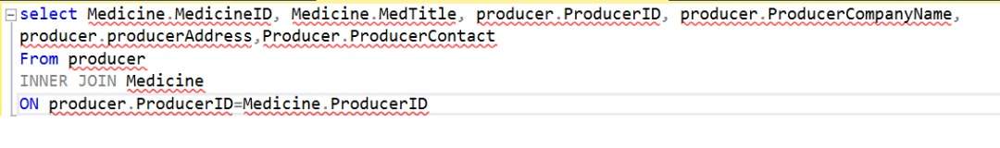 select Medicine.MedicineID, Medicine.MedTitle, producer.ProducerID, producer.ProducerCompanyName,
producer.producerAddress,Producer.ProducerContact
From producer
INNER JOIN Medicine
ON producer.ProducerID=Medicine.ProducerID